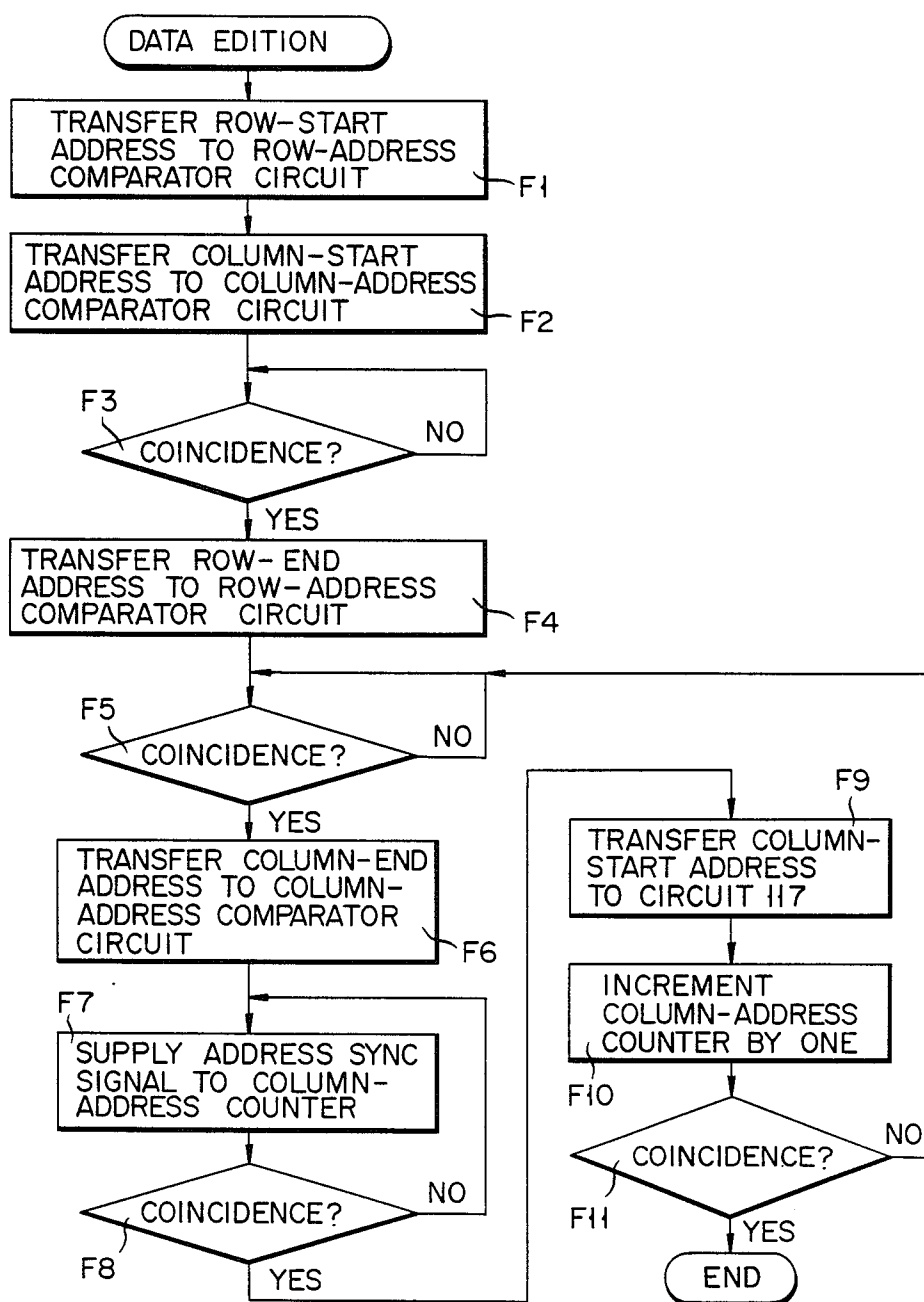 DATA EDITION
TRANSFER ROW-START
ADDRESS TO ROW-ADDRESS
COMPARATOR CIRCUIT
F1
TRANSFER COLUMN-START
ADDRESS TO COLUMN-ADDRESS
COMPARATOR CIRCUIT
F2
F3
COINCIDENCE?
NO
YES
TRANSFER ROW-END
ADDRESS TO ROW-ADDRESS
COMPARATOR CIRCUIT
F4
F5
COINCIDENCE?
NO
YES
TRANSFER COLUMN-END
ADDRESS TO COLUMN-
ADDRESS COMPARATOR
CIRCUIT
F6
F7
SUPPLY ADDRESS SYNC
SIGNAL TO COLUMN-
ADDRESS COUNTER
COINCIDENCE?
NO
F8
YES
F9
TRANSFER COLUMN-
START ADDRESS
TO CIRCUIT 117
INCREMENT
COLUMN-ADDRESS
COUNTER BY ONE
F10
COINCIDENCE?
NO
F11
YES
END